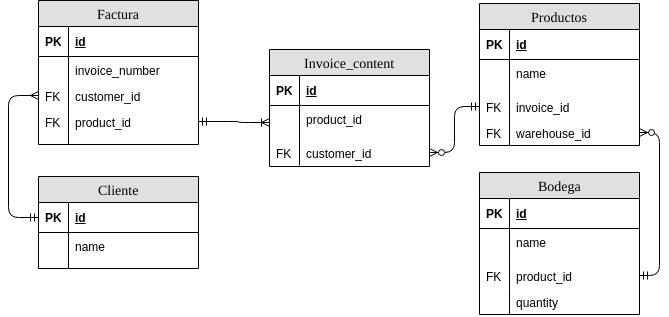 Factura
PK id
invoice_number
FK customer_id
FK product_id
Cliente
PK id
name
Invoice_content
PK id
product_id
FK customer_id
Productos
PK id
name
FK invoice_id
FK warehouse_id
Bodega
PK id
name
FK product_id
quantity